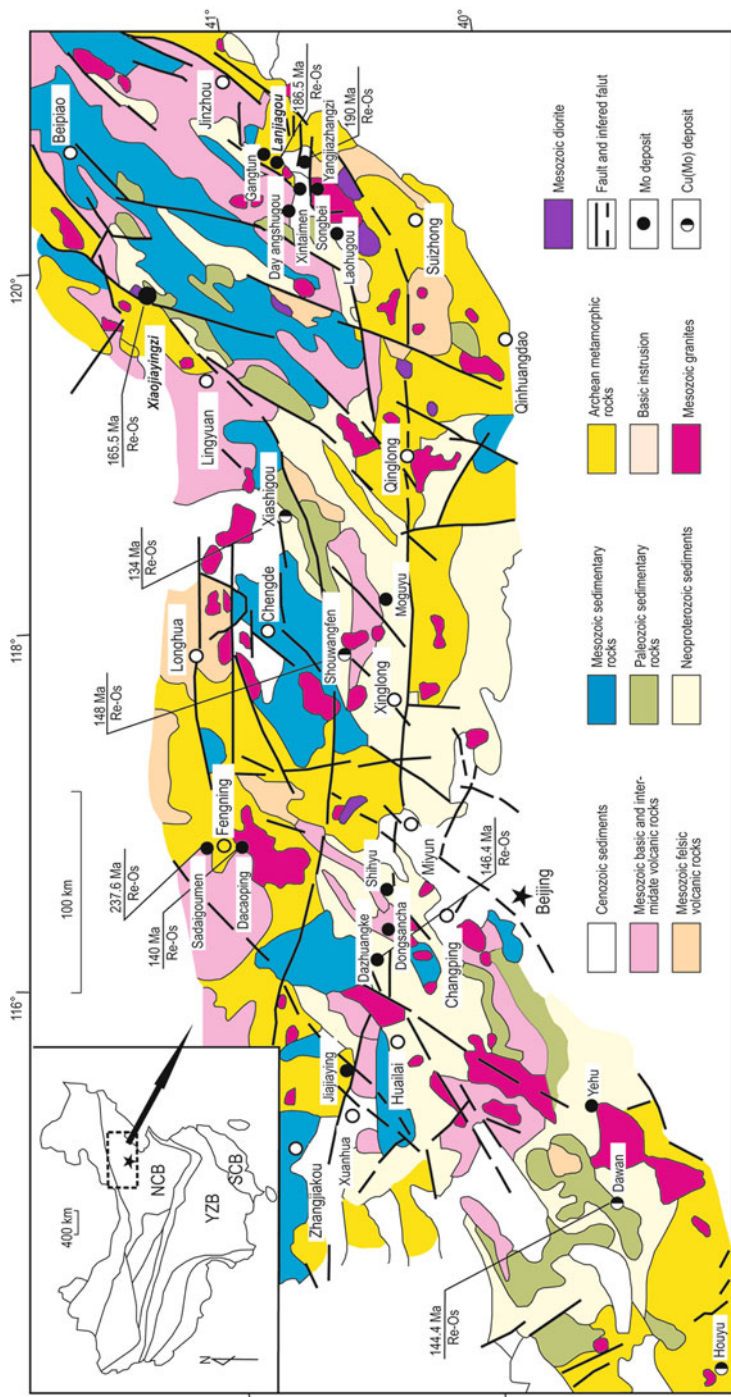 116°
118°
120°
41°
40°
100 km
400 km
N
NCB
YZB
SCB
Zhangjiakou
Xuanhua
Jiajiaying
Huailai
Changping
Dazhuangke
Dongsancha
Shihyu
Miyun
146.4 Ma
Re-Os
Beijing
Yehu
Dawan
144.4 Ma
Re-Os
Houyu
237.6 Ma
Re-Os
Sadaigoumen
Fengning
140 Ma
Re-Os
Dacaoping
Longhua
148 Ma
Re-Os
Chengde
Shouwangfen
Xinglong
Moguyu
134 Ma
Re-Os
Xiashigou
Lingyuan
Qinglong
Qinhuangdao
165.5 Ma
Re-Os
Xiaojiayingzi
Beipiao
Jinzhou
Gangtun
Lanjiagou
186.5 Ma
Re-Os
190 Ma
Re-Os
Day angshugou
Xintaimen
Songbei
Yangjiazhangzi
Laohugou
Suizhong
Cenozoic sediments
Mesozoic basic and inter-
midate volcanic rocks
Mesozoic felsic
volcanic rocks
Mesozoic sedimentary
rocks
Paleozoic sedimentary
rocks
Neoproterozoic sediments
Archean metamorphic
rocks
Basic instrusion
Mesozoic granites
Mesozoic diorite
Fault and infered falut
Mo deposit
Cu(Mo) deposit